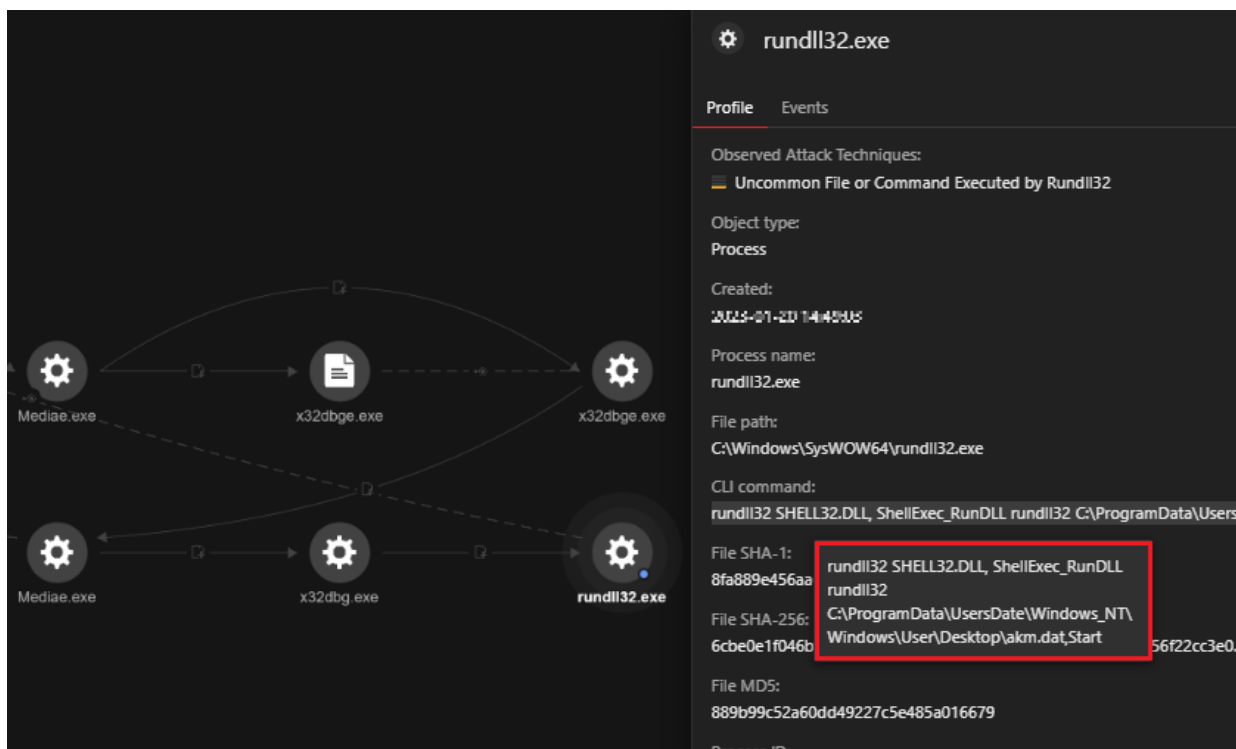 rundll32.exe
Profile Events
Observed Attack Techniques:
Uncommon File or Command Executed by Rundll32
Object type:
Process
Created:
Process name:
rundll32.exe
File path:
C:\Windows\SysWOW64\rundll32.exe
CLI command:
rundll32 SHELL32.DLL, ShellExec_RunDLL rundll32 C:\ProgramData\Users
File SHA-1:
8fa889e456aa
File SHA-256:
6cbe0e1f046b
56f22cc3e0.
rundll32 SHELL32.DLL, ShellExec_RunDLL
rundll32
C:\ProgramData\UsersDate\Windows_NT\
Windows\User\Desktop\akm.dat,Start
File MD5:
889b99c52a60dd49227c5e485a016679
Mediae.exe
x32dbge.exe
x32dbge.exe
Mediae.exe
x32dbg.exe
rundll32.exe